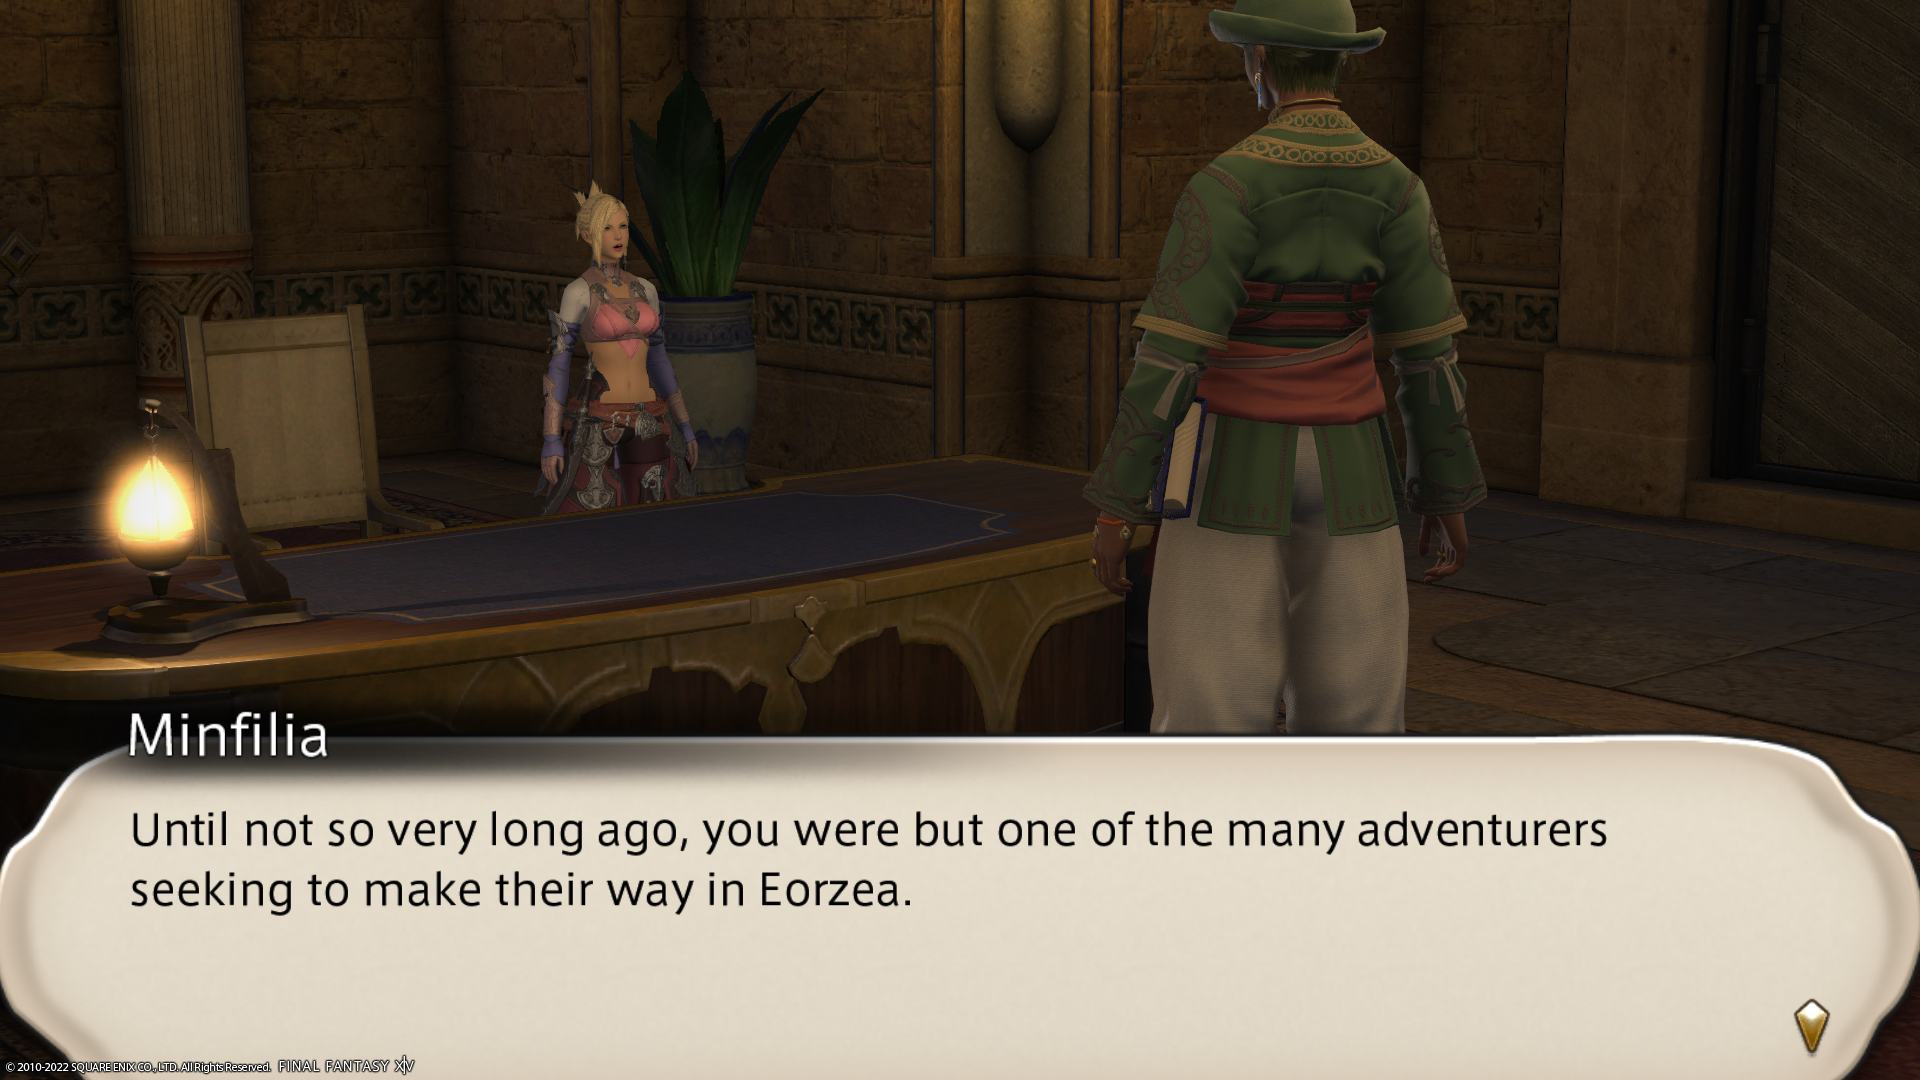 Minfilia
Until not so very long ago, you were but one of the many adventurers
seeking to make their way in Eorzea.
© 2010-2022 SQUARE ENIX CO., LTD. All Rights Reserved. FINAL FANTASY XIV